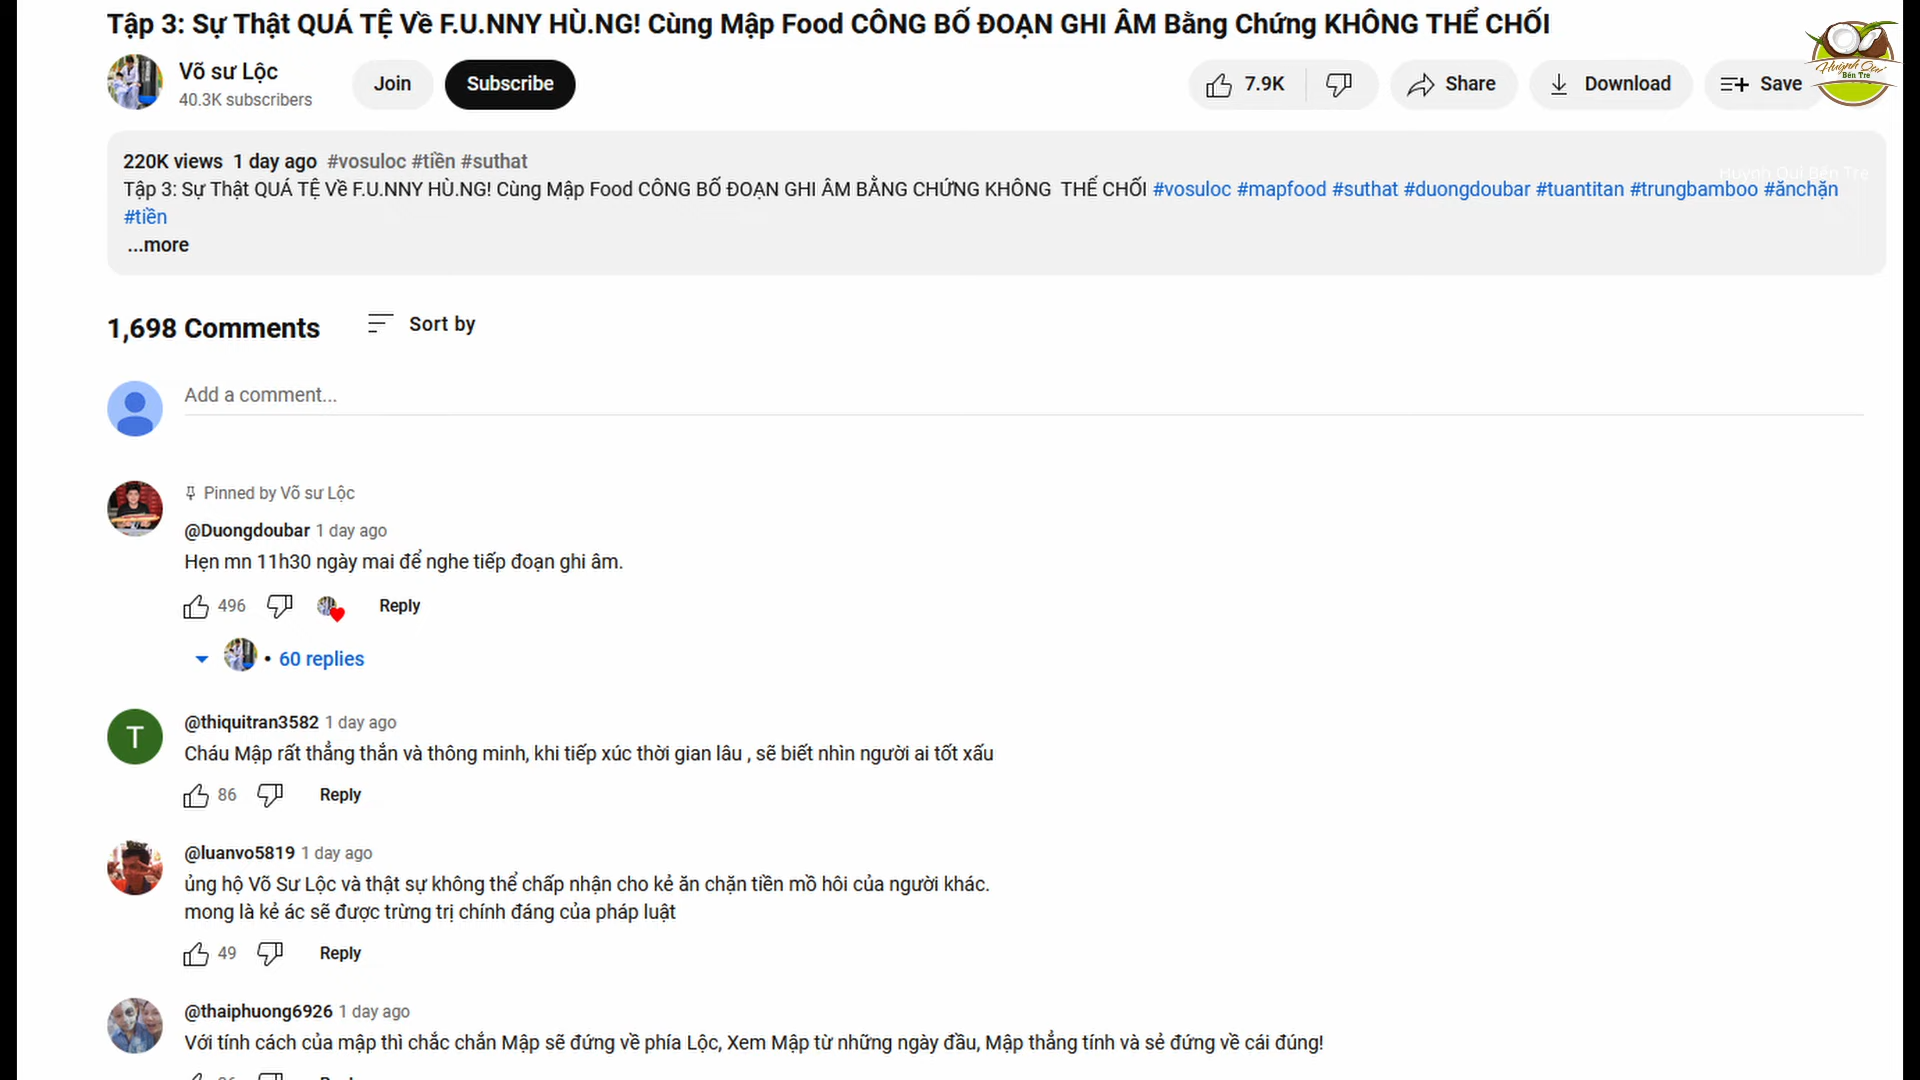 Tập 3: Sự Thật QUÁ TỆ Về F.U.NNY HÙ.NG! Cùng Mập Food CÔNG BỐ ĐOẠN GHI ÂM Bằng Chứng KHÔNG THỂ CHỐI
Võ sư Lộc
40.3K subscribers
Join
Subscribe
7.9K
Share
Download
Save
Huỳnh Qui
Bến Tre
220K views 1 day ago #vosuloc #tiền #suthat
Huỳnh Qui Bến Tre
Tập 3: Sự Thật QUÁ TỆ Về F.U.NNY HÙ.NG! Cùng Mập Food CÔNG BỐ ĐOẠN GHI ÂM BẰNG CHỨNG KHÔNG THỂ CHỐI #vosuloc #mapfood #suthat #duongdoubar #tuantitan #trungbamboo #ănchặn
#tiền
...more
1,698 Comments
Sort by
Add a comment...
Pinned by Võ sư Lộc
@Duongdoubar 1 day ago
Hẹn mn 11h30 ngày mai để nghe tiếp đoạn ghi âm.
496
Reply
• 60 replies
T
@thiquitran3582 1 day ago
Cháu Mập rất thẳng thắn và thông minh, khi tiếp xúc thời gian lâu , sẽ biết nhìn người ai tốt xấu
86
Reply
@luanvo5819 1 day ago
ủng hộ Võ Sư Lộc và thật sự không thể chấp nhận cho kẻ ăn chặn tiền mồ hôi của người khác.
mong là kẻ ác sẽ được trừng trị chính đáng của pháp luật
49
Reply
@thaiphuong6926 1 day ago
Với tính cách của mập thì chắc chắn Mập sẽ đứng về phía Lộc, Xem Mập từ những ngày đầu, Mập thẳng tính và sẻ đứng về cái đúng!